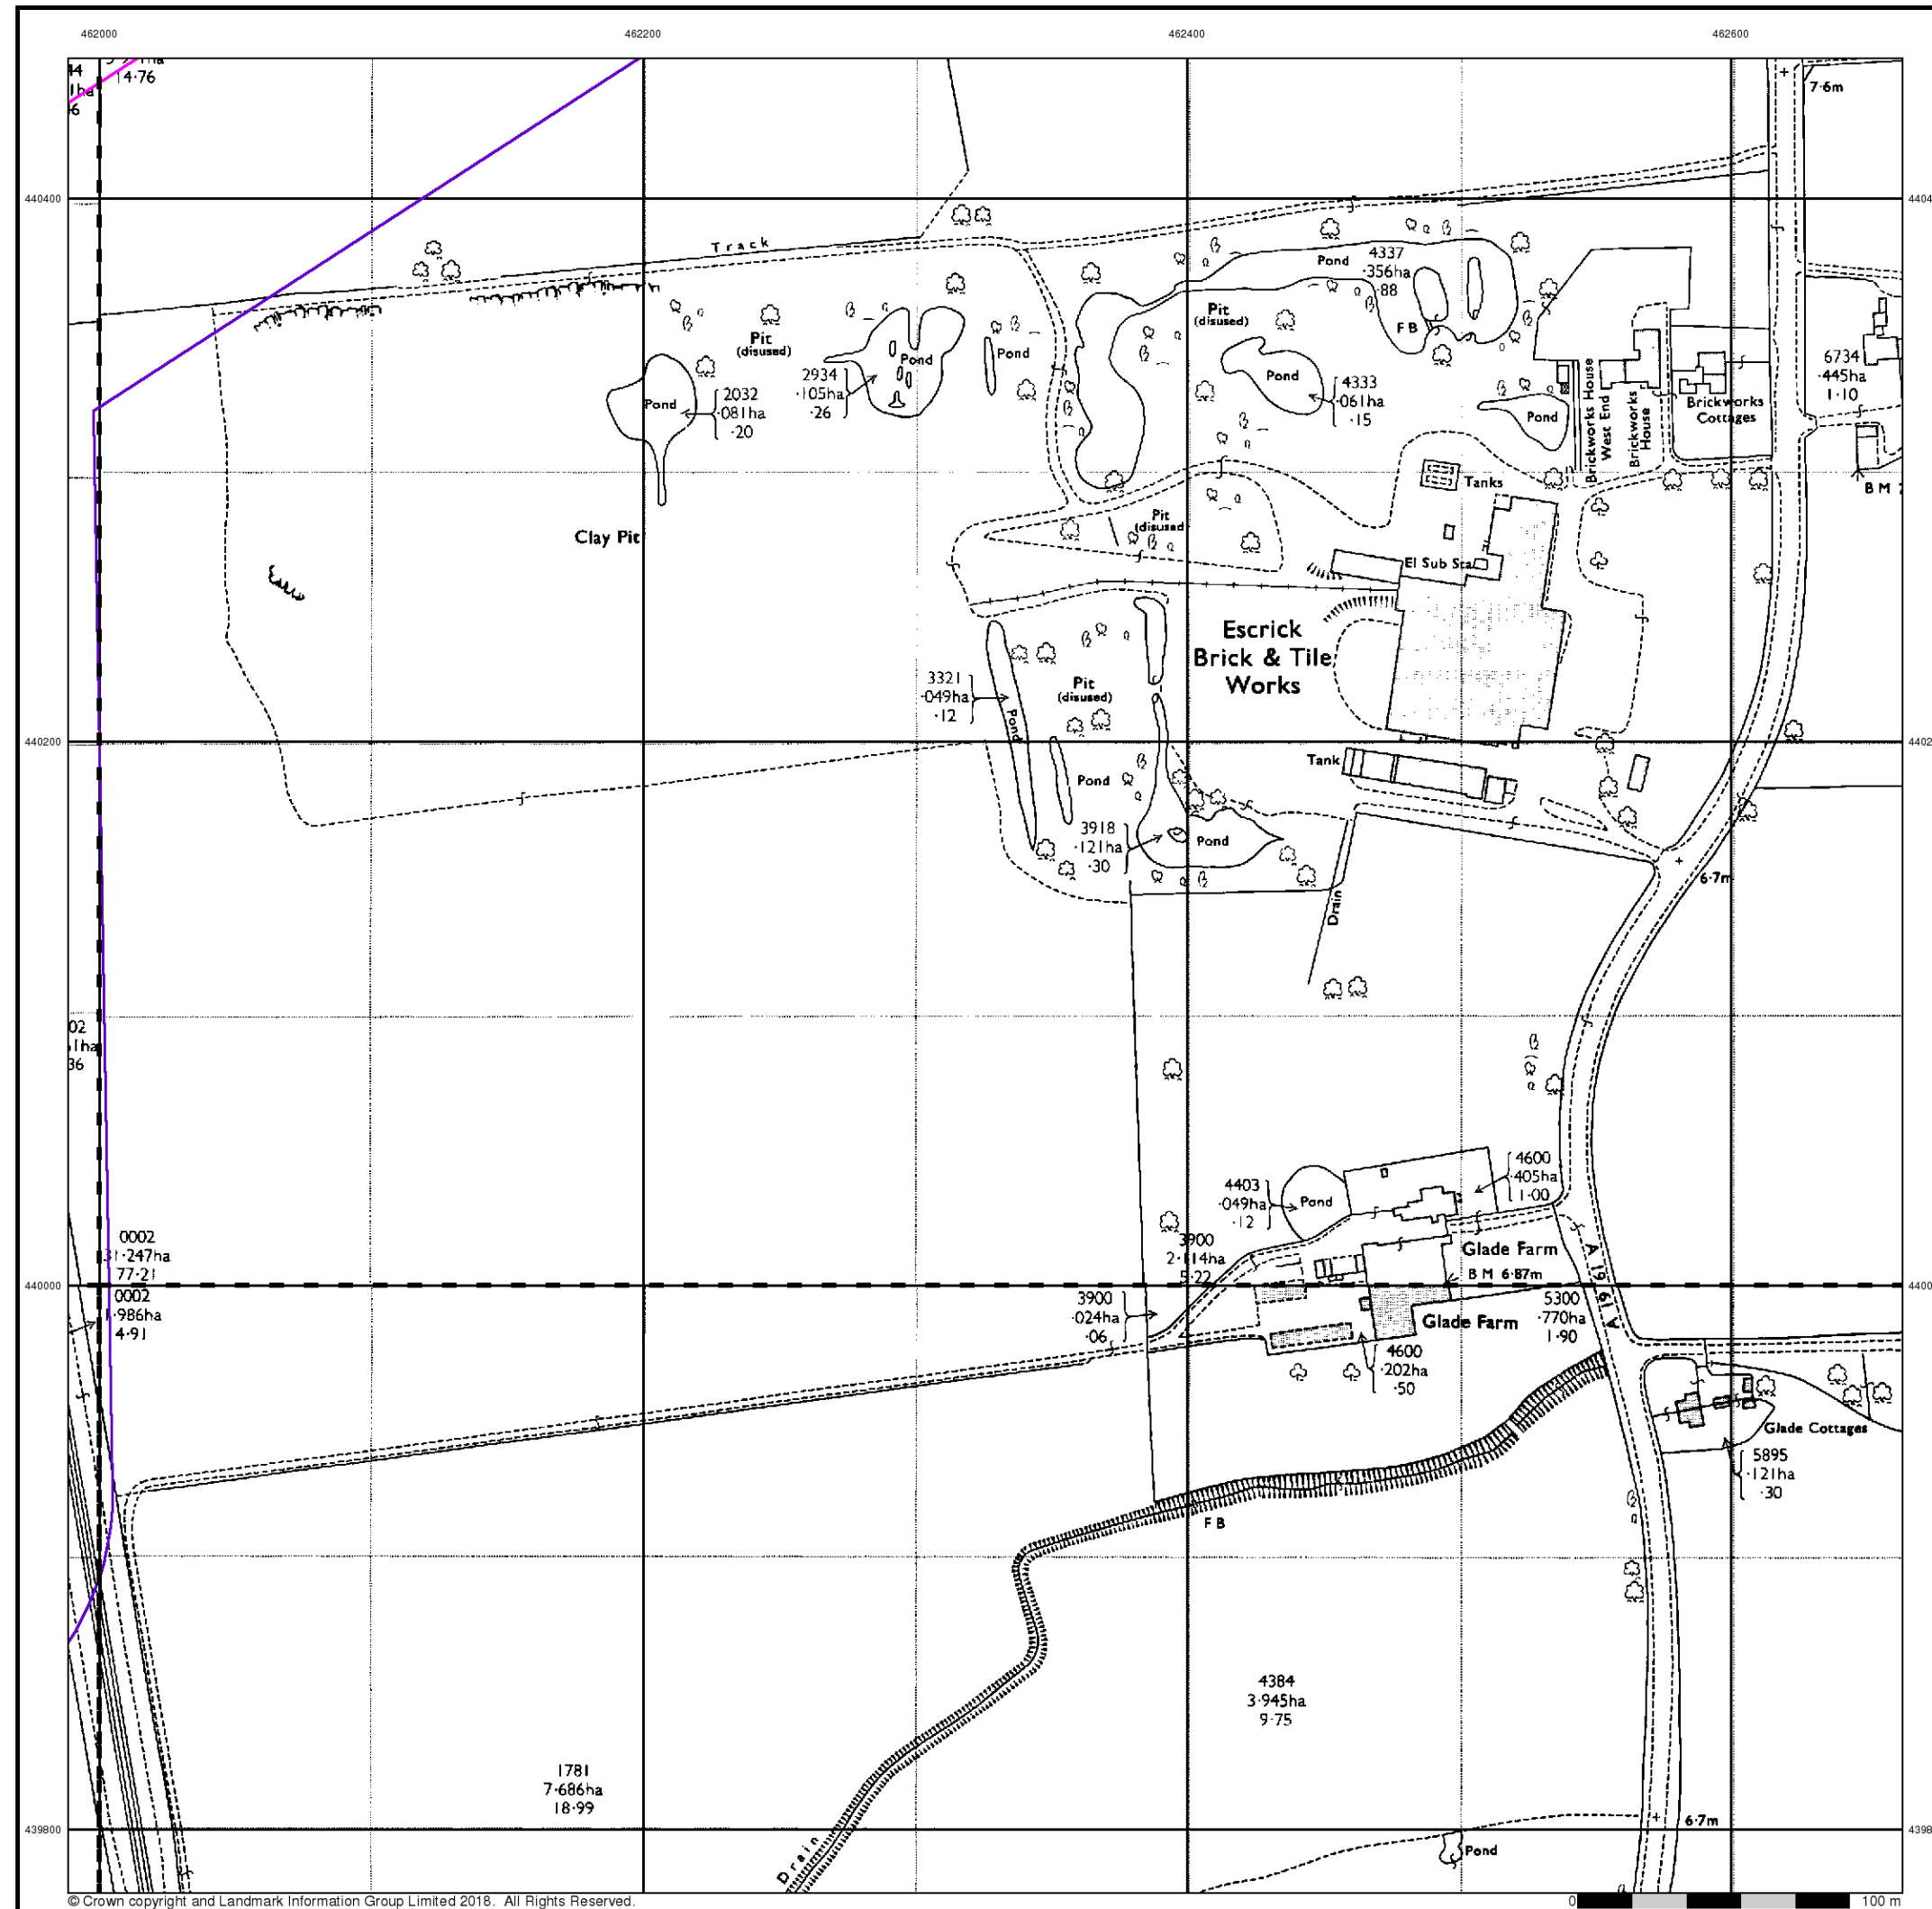 462000
462200
462400
462600
14·76
7·6m
440400
Track
Pond
4337
·356ha
·88
FB
Pit
(disused)
Pit
(disused)
Pond
Pond
Pond
2934
·105ha
·26
2032
·081ha
·20
Pond
4333
·061ha
·15
Pond
Brickworks House
West End
Brickworks
House
Brickworks
Cottages
6734
·445ha
1·10
BM
Tanks
Clay Pit
Pit
(disused
El Sub Sta
Escrick
Brick & Tile
Works
3321
·049ha
·12
Pond
Pit
(disused)
440200
Tank
Pond
3918
·121ha
·30
Pond
6·7m
Drain
02
1ha
36
4403
·049ha
·12
Pond
4600
·405ha
1·00
0002
31·247ha
77·21
3900
2·114ha
5·22
Glade Farm
BM 6·87m
A1961A
440000
0002
1·986ha
4·91
3900
·024ha
·06
Glade Farm
5300
·770ha
1·90
4600
·202ha
·50
Glade Cottages
5895
·121ha
·30
FB
4384
3·945ha
9·75
1781
7·686ha
18·99
Drain
439800
6·7m
Pond
© Crown copyright and Landmark Information Group Limited 2018. All Rights Reserved.
0
100 m